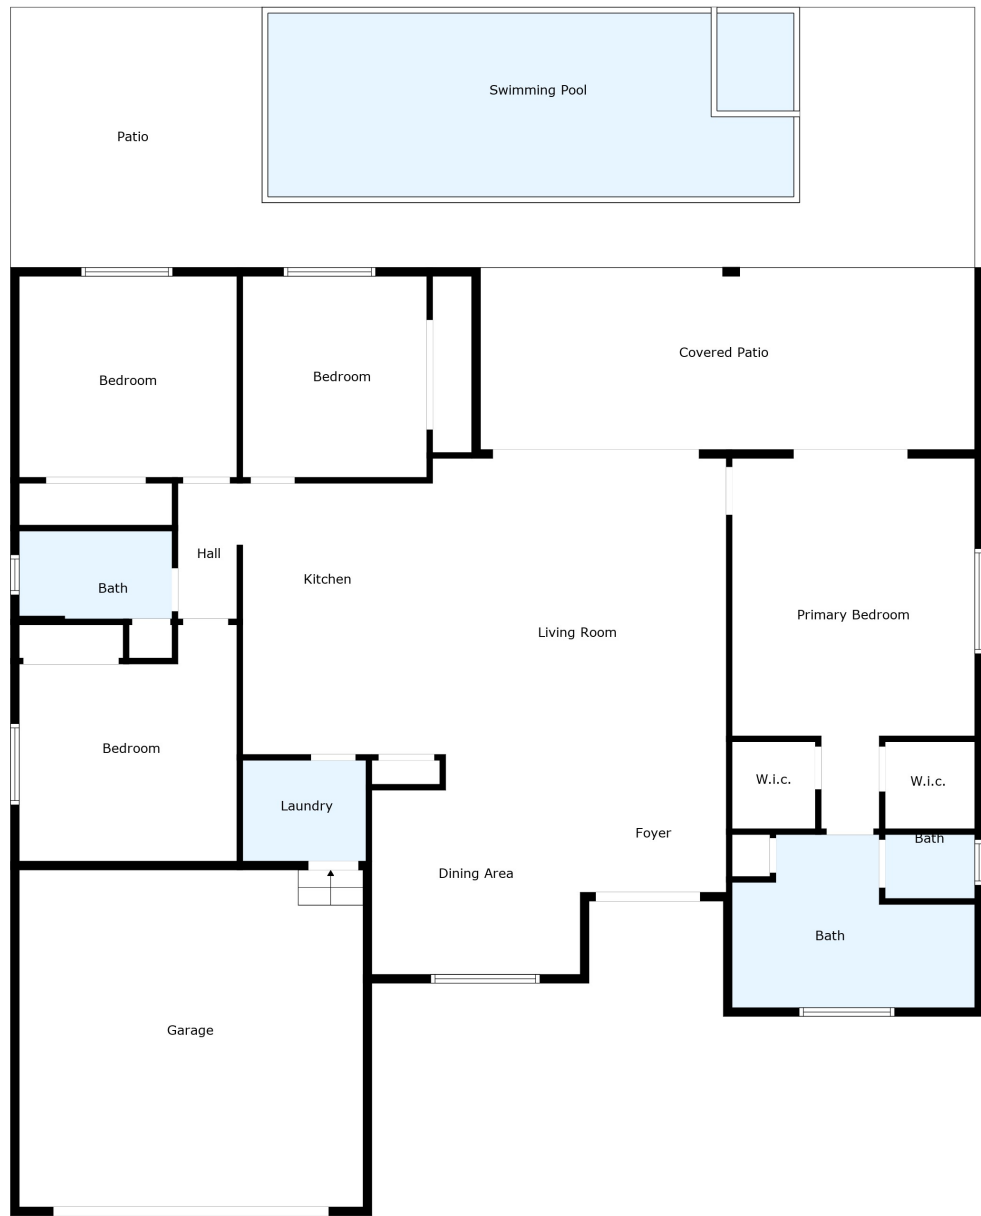 Swimming Pool
Patio
Covered Patio
Bedroom
Bedroom
Hall
Kitchen
Bath
Primary Bedroom
Living Room
Bedroom
W.i.c.
W.i.c.
Laundry
Foyer
Bath
Dining Area
Bath
Garage